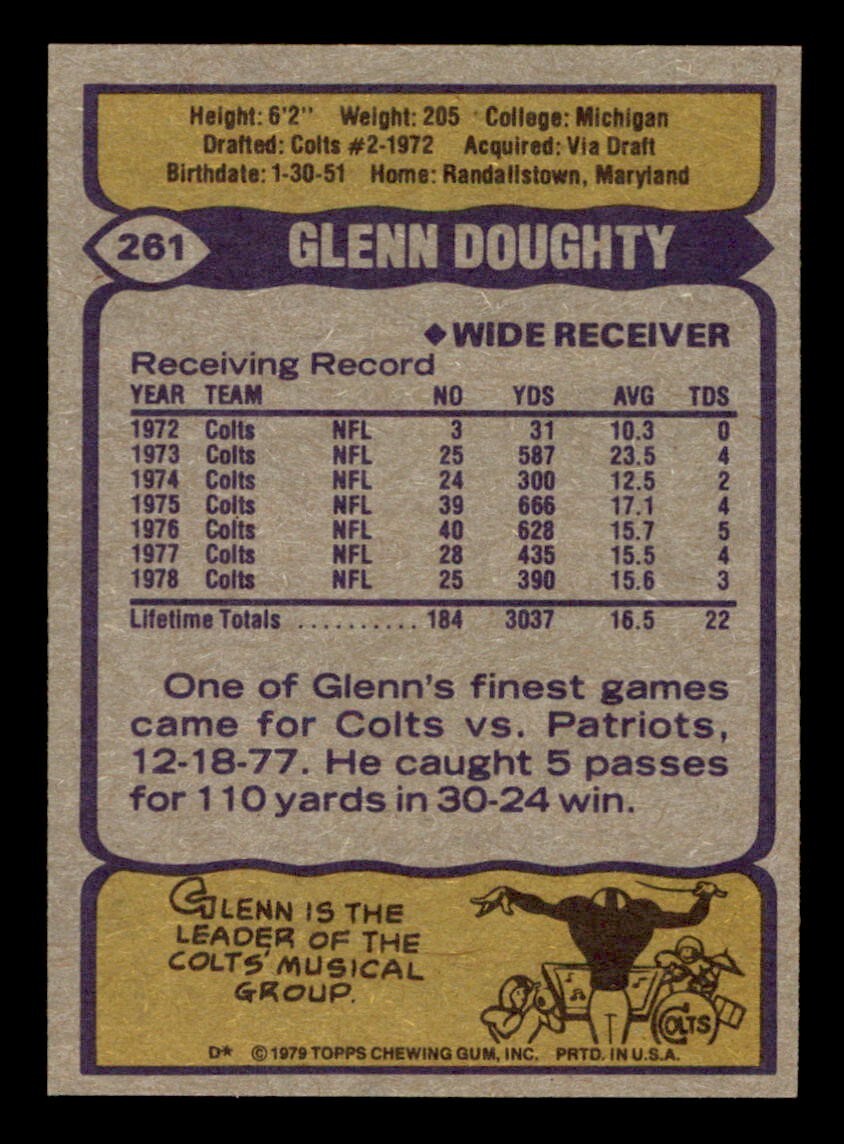 Height: 6'2" Weight: 205 College: Michigan
Drafted: Colts #2-1972 Acquired: Via Draft
Birthdate: 1-30-51 Home: Randallstown, Maryland
261 GLENN DOUGHTY
◆WIDE RECEIVER
Receiving Record
YEAR TEAM NO YDS AVG TDS
1972 Colts NFL 3 31 10.3 0
1973 Colts NFL 25 587 23.5 4
1974 Colts NFL 24 300 12.5 2
1975 Colts NFL 39 666 17.1 4
1976 Colts NFL 40 628 15.7 5
1977 Colts NFL 28 435 15.5 4
1978 Colts NFL 25 390 15.6 3
Lifetime Totals .......... 184 3037 16.5 22
One of Glenn's finest games
came for Colts vs. Patriots,
12-18-77. He caught 5 passes
for 110 yards in 30-24 win.
GLENN IS THE
LEADER OF THE
COLTS' MUSICAL
GROUP.
COLTS
D* © 1979 TOPPS CHEWING GUM, INC. PRTD. IN U.S.A.